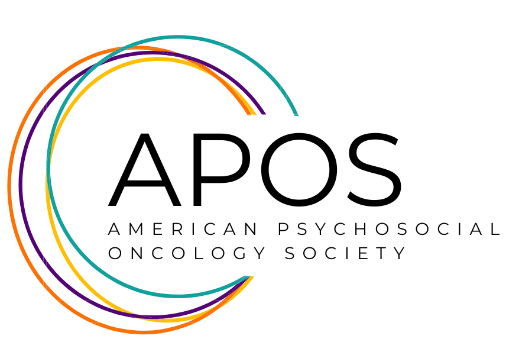 APOS
AMERICAN PSYCHOSOCIAL
ONCOLOGY SOCIETY